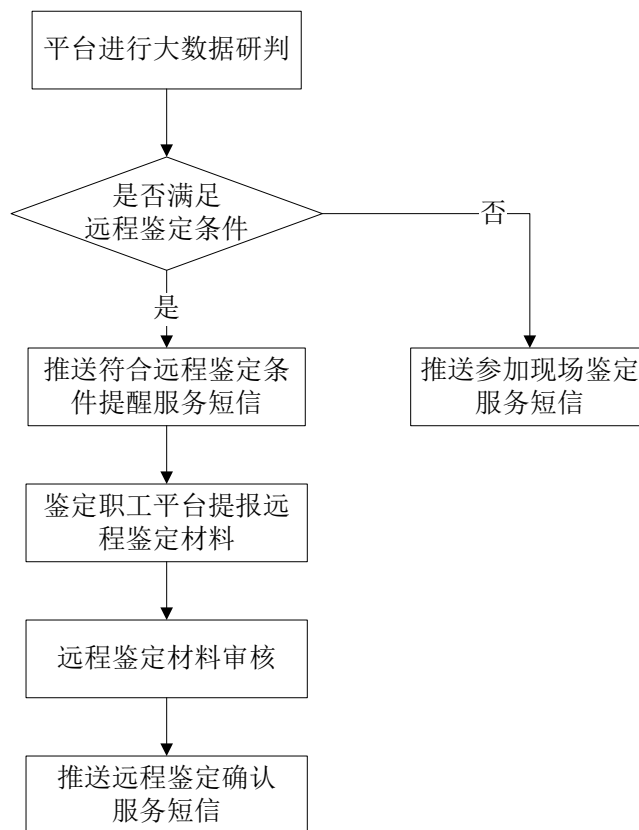 平台进行大数据研判
是否满足
远程鉴定条件
否
是
推送符合远程鉴定条
件提醒服务短信
推送参加现场鉴定
服务短信
鉴定职工平台提报远
程鉴定材料
远程鉴定材料审核
推送远程鉴定确认
服务短信